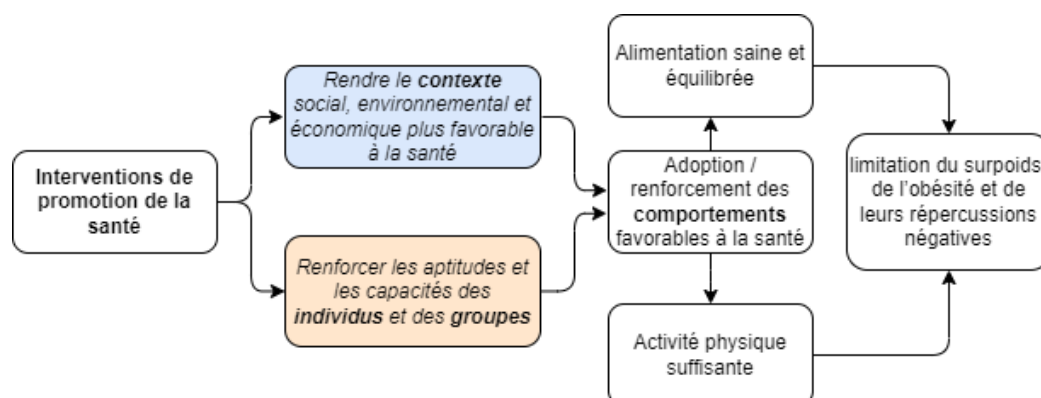 Interventions de
promotion de la
santé
Rendre le contexte
social, environnemental et
économique plus favorable
à la santé
Renforcer les aptitudes et
les capacités des
individus et des groupes
Alimentation saine et
équilibrée
Adoption /
renforcement des
comportements
favorables à la santé
Activité physique
suffisante
limitation du surpoids
de l’obésité et de
leurs répercussions
négatives